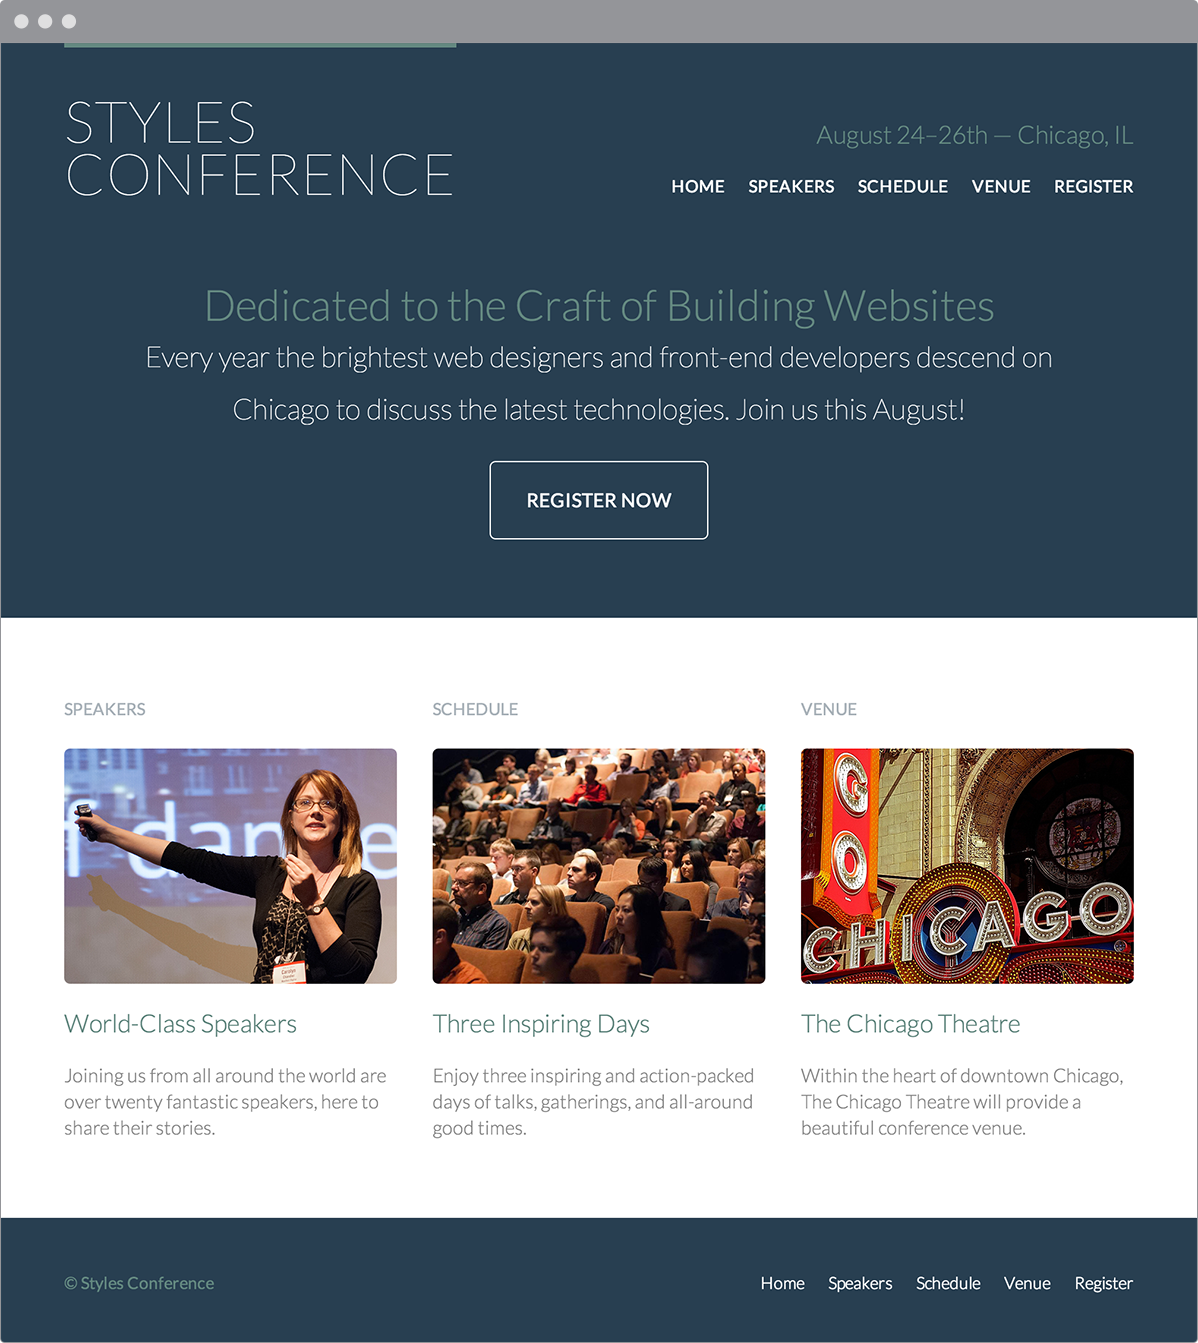 STYLES
CONFERENCE
August 24–26th — Chicago, IL
HOME SPEAKERS SCHEDULE VENUE REGISTER
Dedicated to the Craft of Building Websites
Every year the brightest web designers and front-end developers descend on
Chicago to discuss the latest technologies. Join us this August!
REGISTER NOW
SPEAKERS SCHEDULE VENUE
f dan e
Carolyn
GO
CHICAGO
World-Class Speakers
Three Inspiring Days
The Chicago Theatre
Joining us from all around the world are
over twenty fantastic speakers, here to
share their stories.
Enjoy three inspiring and action-packed
days of talks, gatherings, and all-around
good times.
Within the heart of downtown Chicago,
The Chicago Theatre will provide a
beautiful conference venue.
© Styles Conference
Home Speakers Schedule Venue Register